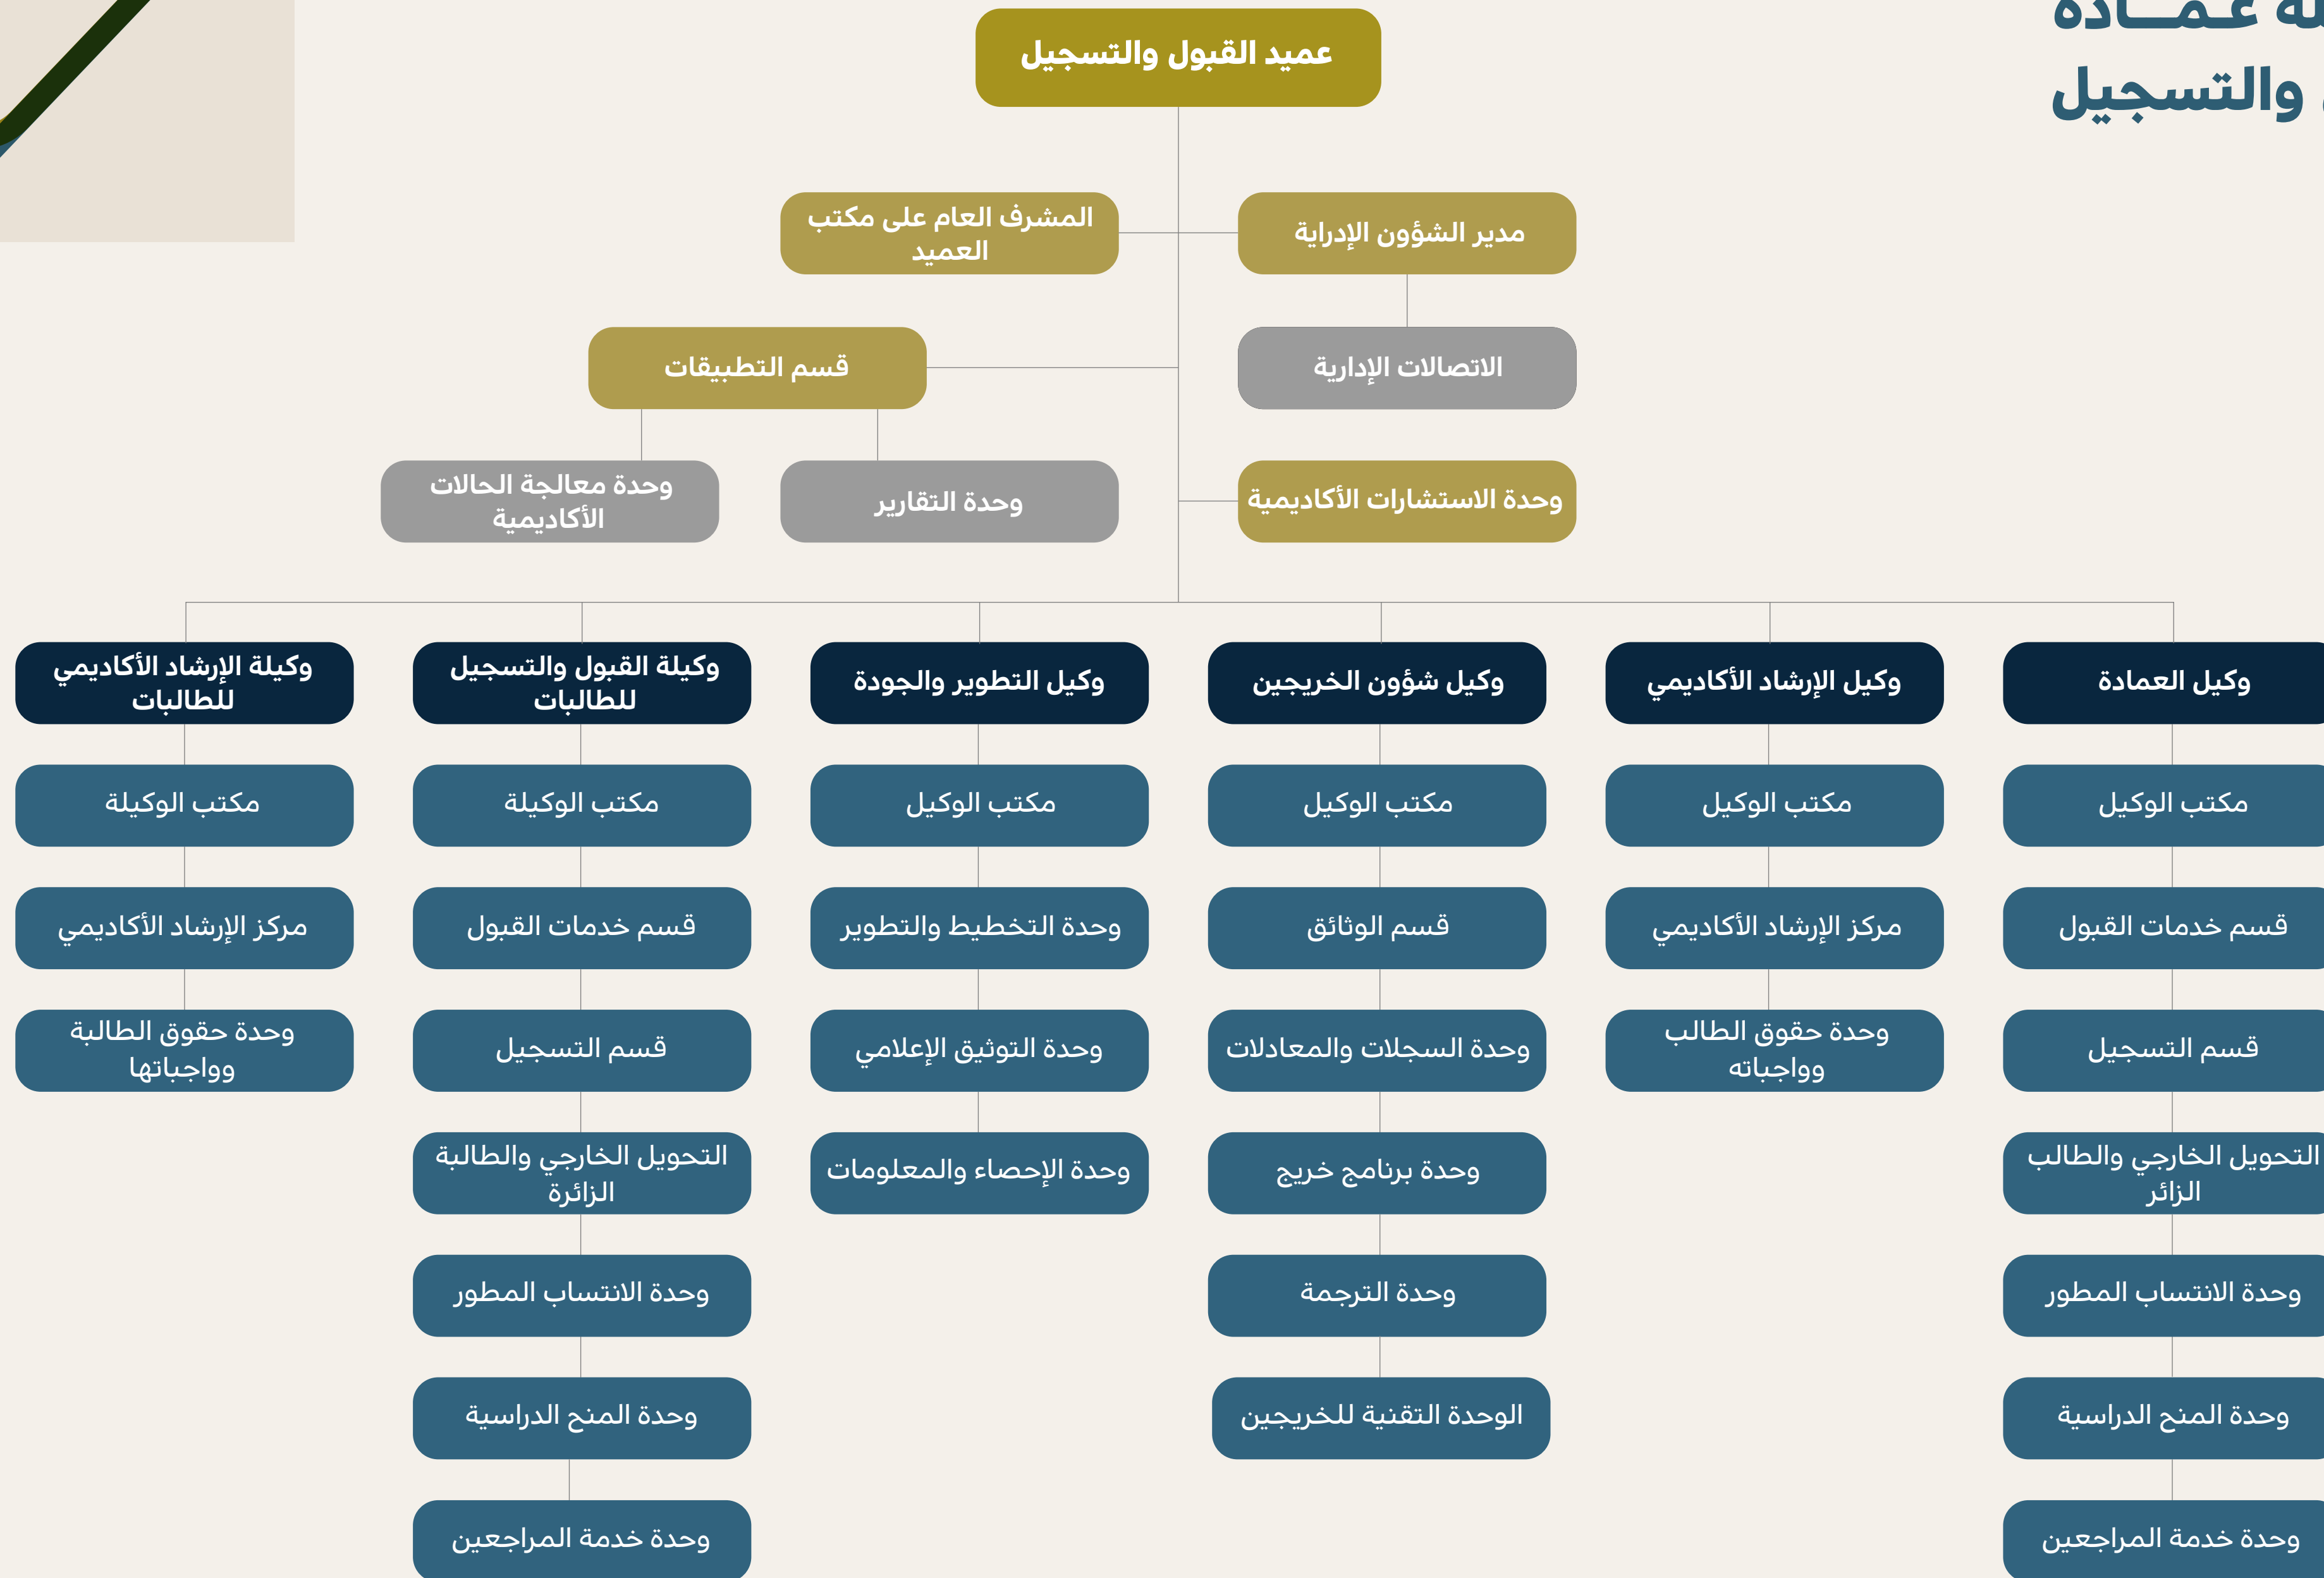 عـمـــادة
والتسجيل
عميد القبول والتسجيل
مدير الشؤون الإدراية
المشرف العام على مكتب
العميد
الاتصالات الإدارية
قسم التطبيقات
وحدة الاستشارات الأكاديمية
وحدة التقارير
وحدة معالجة الحالات
الأكاديمية
وكيل العمادة
مكتب الوكيل
قسم خدمات القبول
قسم التسجيل
التحويل الخارجي والطالب
الزائر
وحدة الانتساب المطور
وحدة المنح الدراسية
وحدة خدمة المراجعين
وكيل الإرشاد الأكاديمي
مكتب الوكيل
مركز الإرشاد الأكاديمي
وحدة حقوق الطالب
وواجباته
وكيل شؤون الخريجين
مكتب الوكيل
قسم الوثائق
وحدة السجلات والمعادلات
وحدة برنامج خريج
وحدة الترجمة
الوحدة التقنية للخريجين
وكيل التطوير والجودة
مكتب الوكيل
وحدة التخطيط والتطوير
وحدة التوثيق الإعلامي
وحدة الإحصاء والمعلومات
وكيلة القبول والتسجيل
للطالبات
مكتب الوكيلة
قسم خدمات القبول
قسم التسجيل
التحويل الخارجي والطالبة
الزائرة
وحدة الانتساب المطور
وحدة المنح الدراسية
وحدة خدمة المراجعين
وكيلة الإرشاد الأكاديمي
للطالبات
مكتب الوكيلة
مركز الإرشاد الأكاديمي
وحدة حقوق الطالبة
وواجباتها